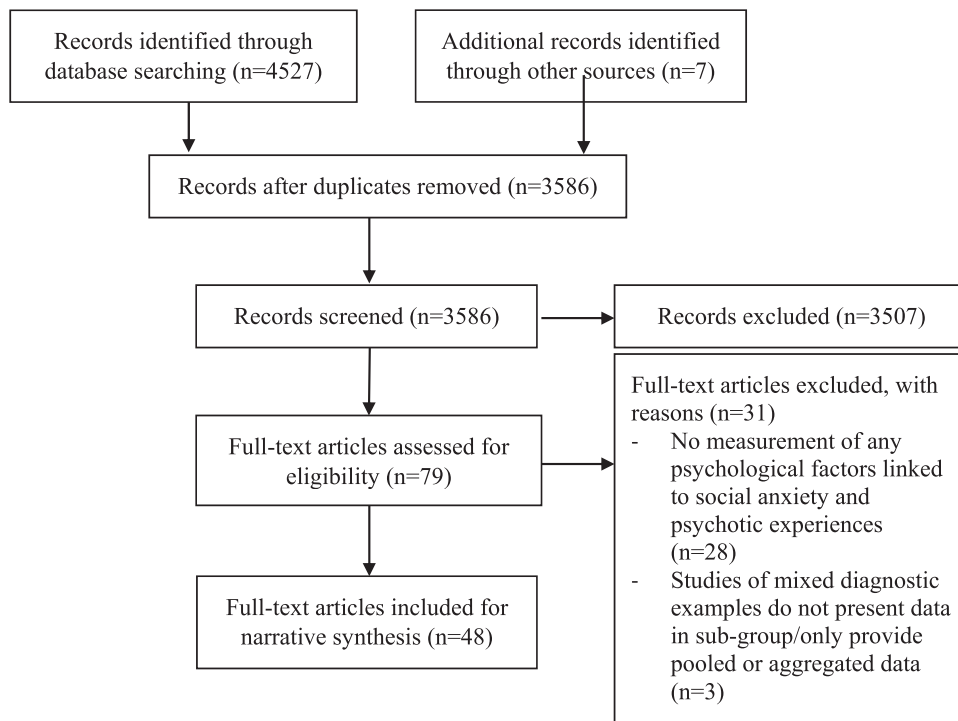 Records identified through
database searching (n=4527)
Additional records identified
through other sources (n=7)
Records after duplicates removed (n=3586)
Records screened (n=3586)
Records excluded (n=3507)
Full-text articles assessed for
eligibility (n=79)
Full-text articles excluded, with
reasons (n=31)
- No measurement of any
psychological factors linked
to social anxiety and
psychotic experiences
(n=28)
- Studies of mixed diagnostic
examples do not present data
in sub-group/only provide
pooled or aggregated data
(n=3)
Full-text articles included for
narrative synthesis (n=48)